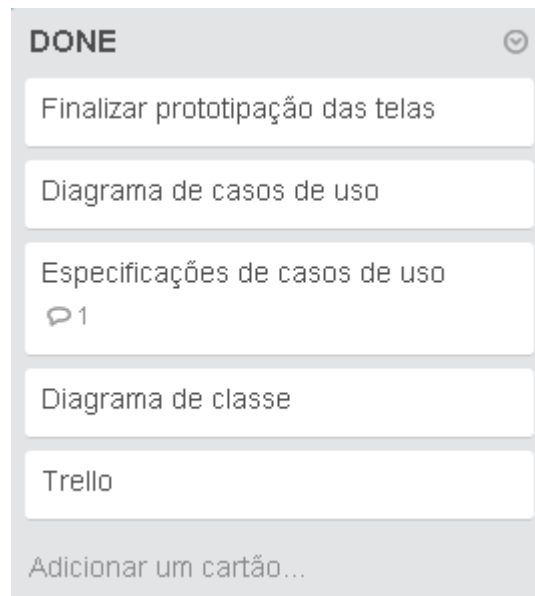 DONE
Finalizar prototipação das telas
Diagrama de casos de uso
Especificações de casos de uso
1
Diagrama de classe
Trello
Adicionar um cartão...